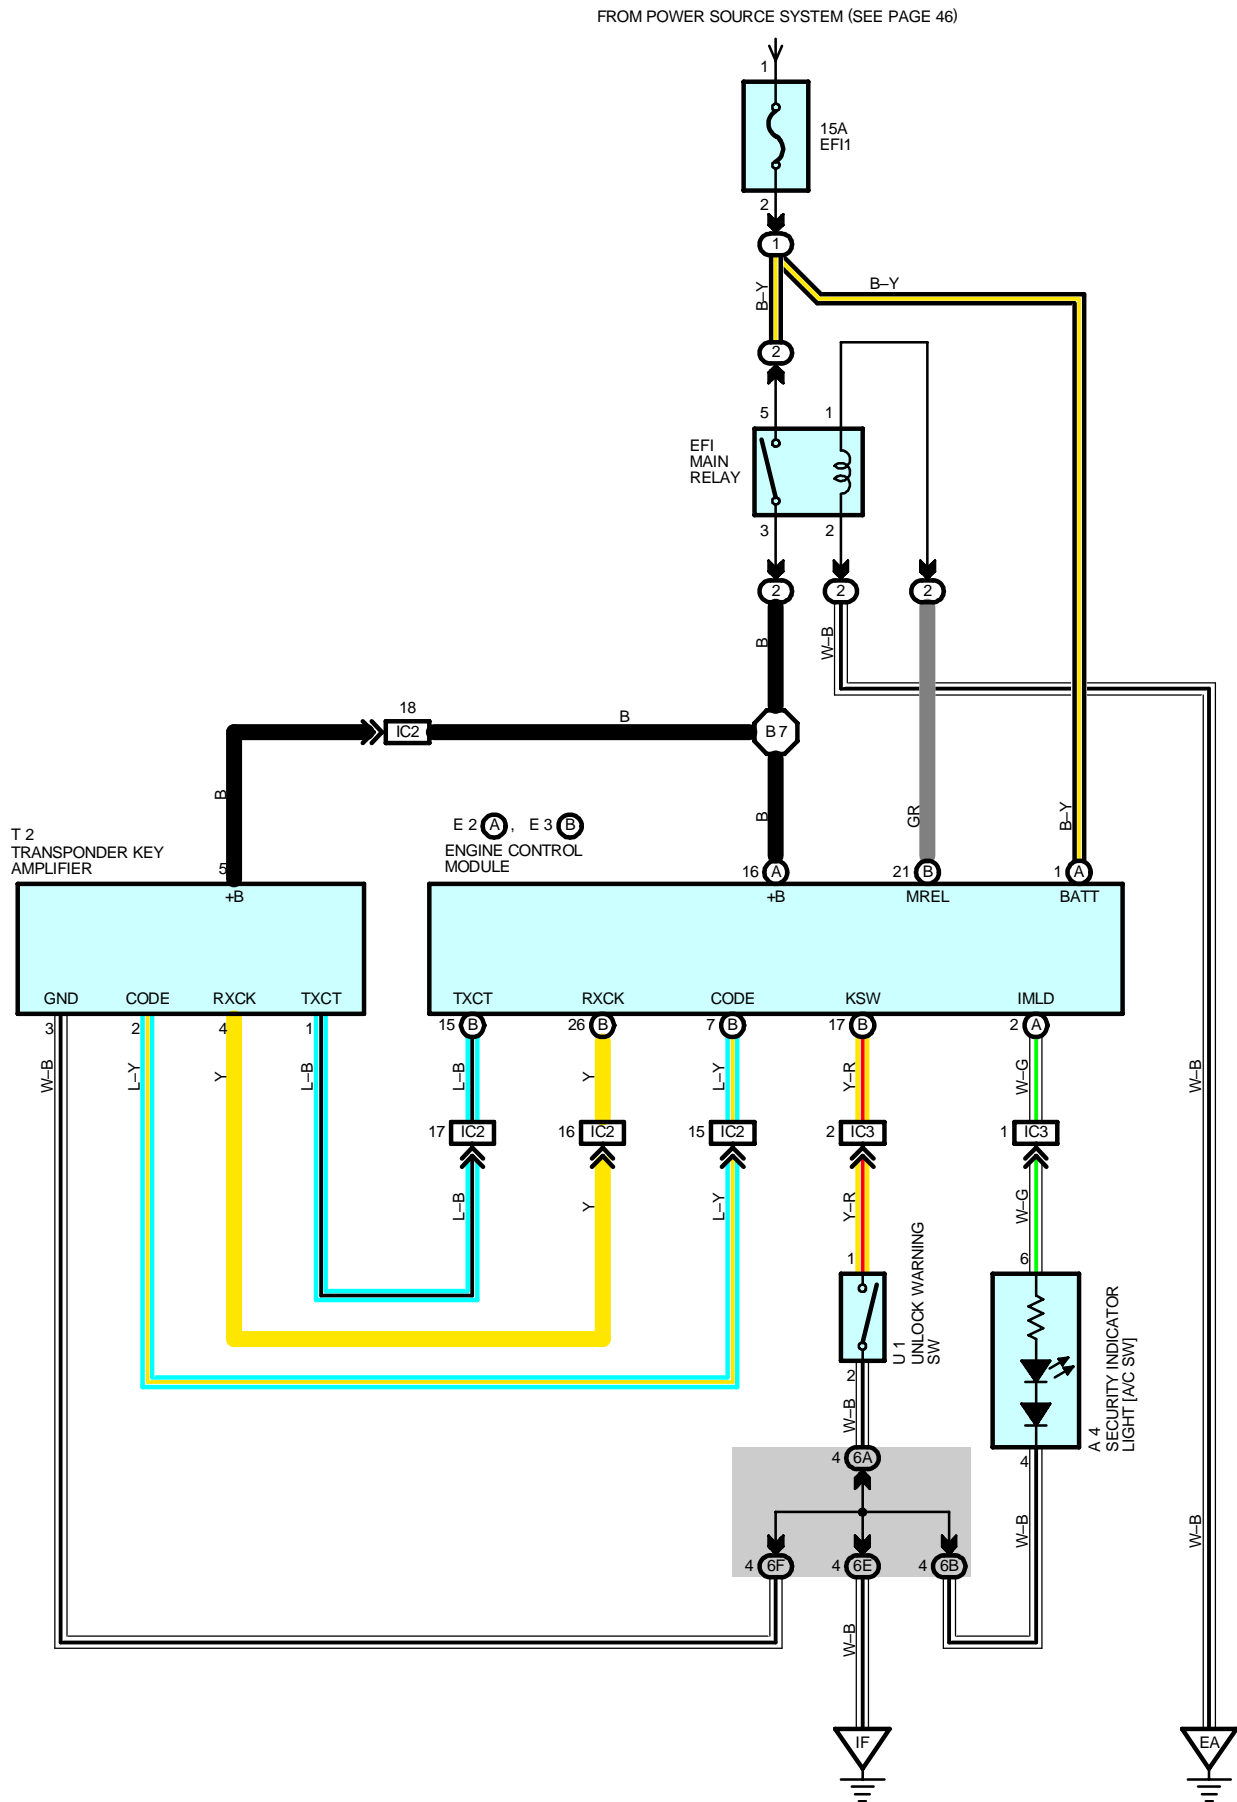 FROM POWER SOURCE SYSTEM (SEE PAGE 46)
1
15A
EFI1
2
1
B–Y
B–Y
2
5
1
EFI
MAIN
RELAY
3
2
2
2
2
B
W–B
18
IC2
B
B 7
B
B
GR
B–Y
T 2
TRANSPONDER KEY
AMPLIFIER
E 2 A , E 3 B
ENGINE CONTROL
MODULE
5
16 A
21 B
1 A
+B
+B
MREL
BATT
GND
CODE
RXCK
TXCT
TXCT
RXCK
CODE
KSW
IMLD
3
2
4
1
15 B
26 B
7 B
17 B
2 A
W–B
L–Y
Y
L–B
L–B
Y
L–Y
Y–R
W–G
W–B
17 IC2
16 IC2
15 IC2
2 IC3
1 IC3
L–B
Y
L–Y
Y–R
W–G
1
6
U 1
UNLOCK WARNING
SW
A 4
SECURITY INDICATOR
LIGHT [A/C SW]
2
4
W–B
4 6A
W–B
W–B
4 6F
4 6E
4 6B
W–B
IF
EA